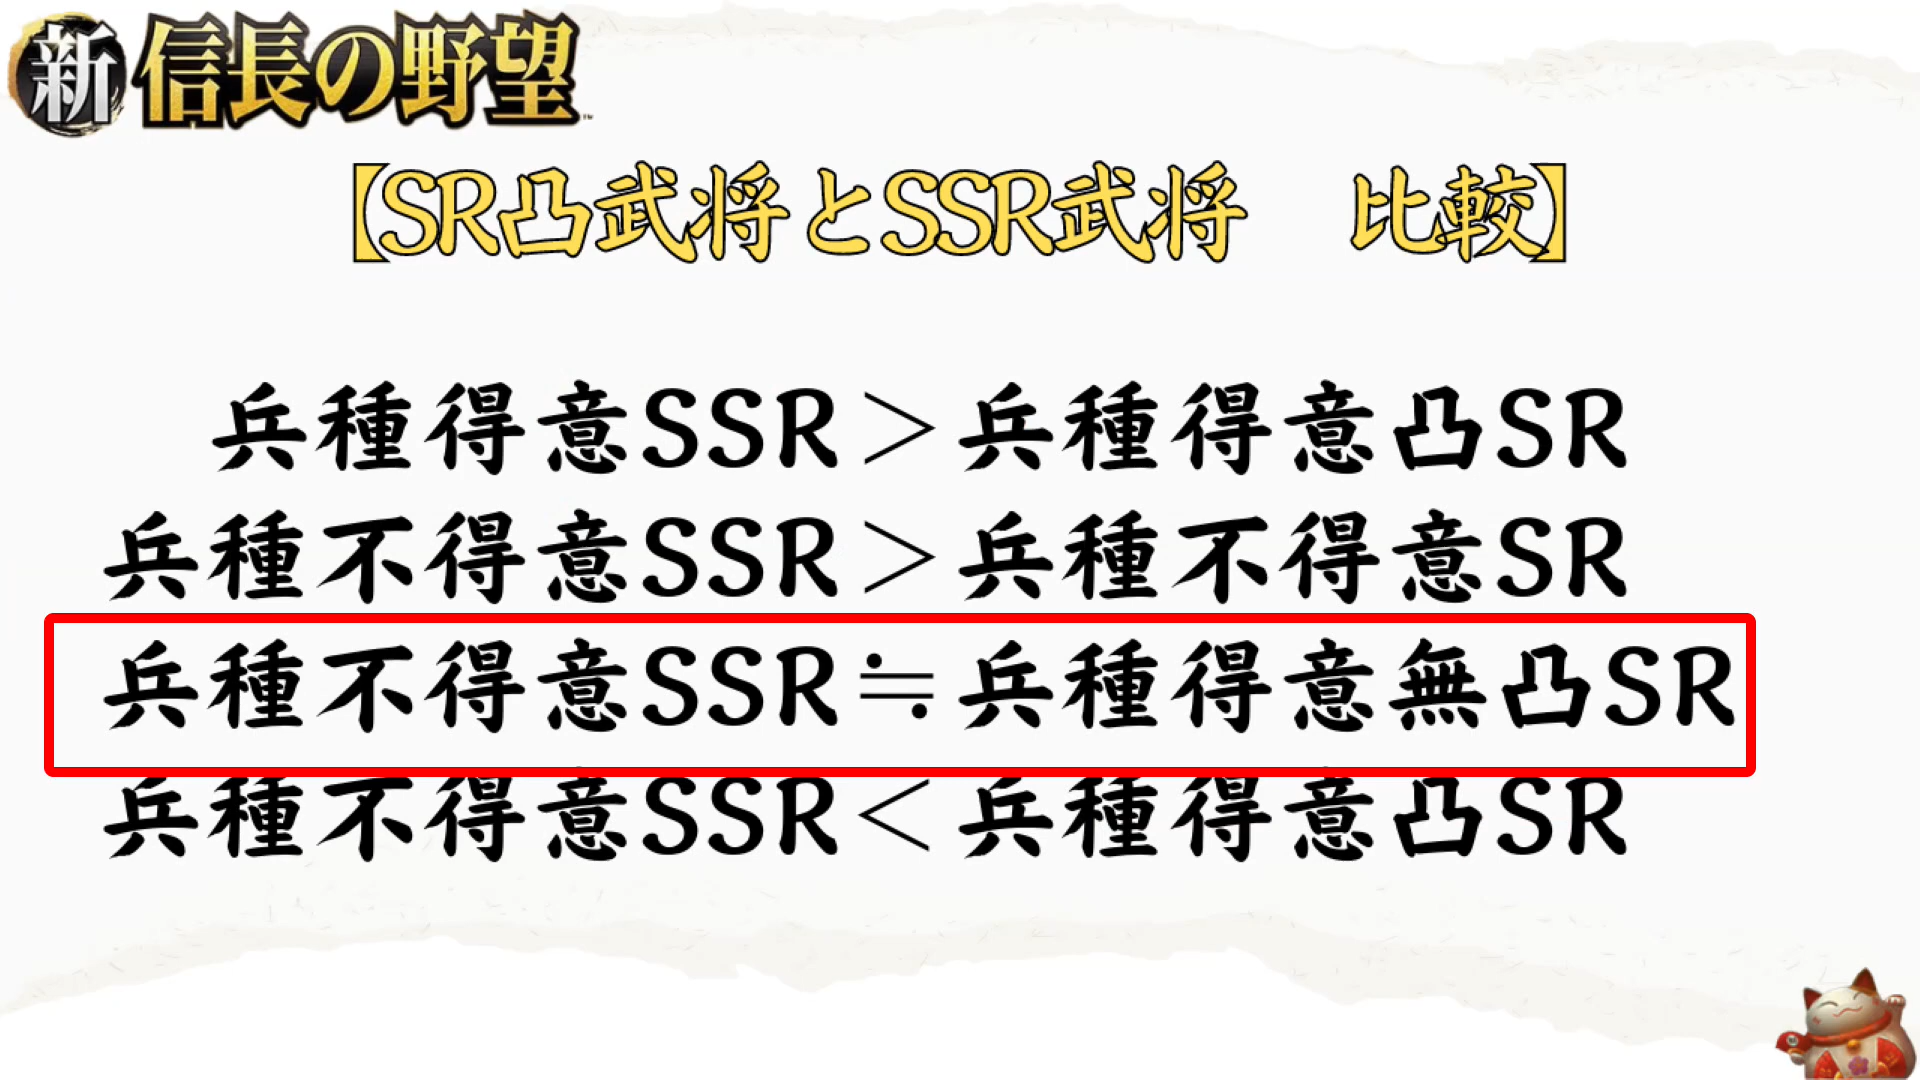 新 信長の野望™
【SR凸武将とSSR武将　比較】
兵種得意SSR＞兵種得意凸SR
兵種不得意SSR＞兵種不得意SR
兵種不得意SSR≒兵種得意無凸SR
兵種不得意SSR＜兵種得意凸SR